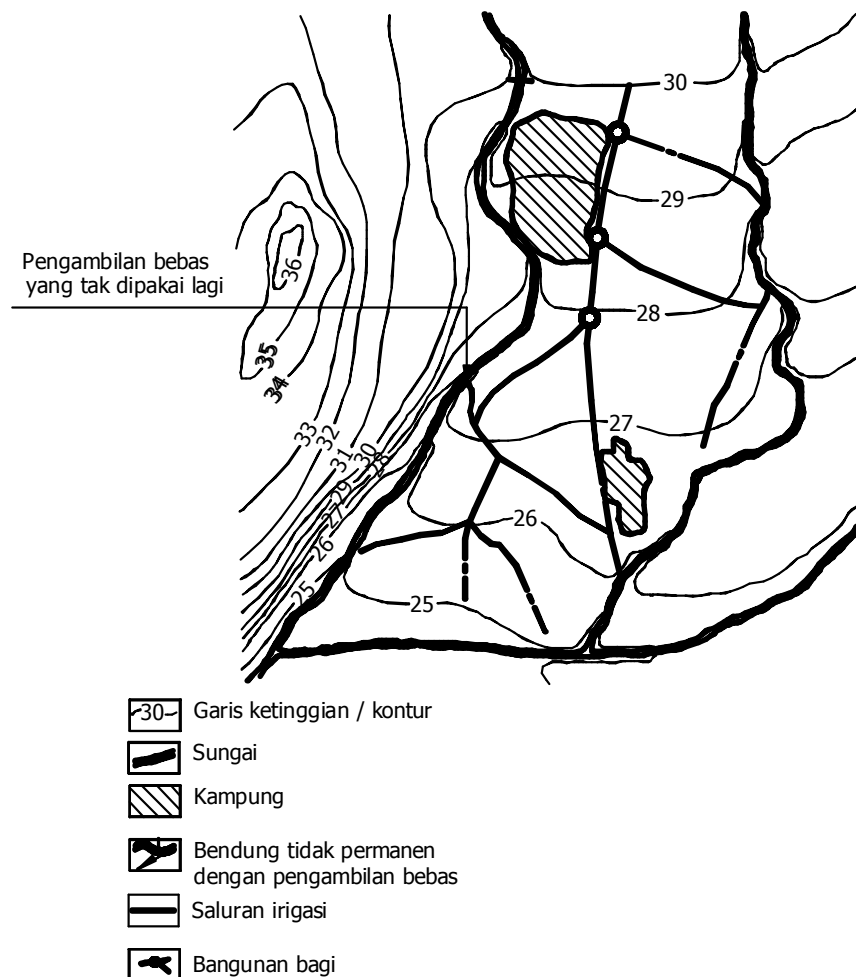 30
29
28
36
Pengambilan bebas
yang tak dipakai lagi
35
34
33
32
31
30
29
28
27
26
25
27
26
25
30 Garis ketinggian / kontur
Sungai
Kampung
Bendung tidak permanen
dengan pengambilan bebas
Saluran irigasi
Bangunan bagi